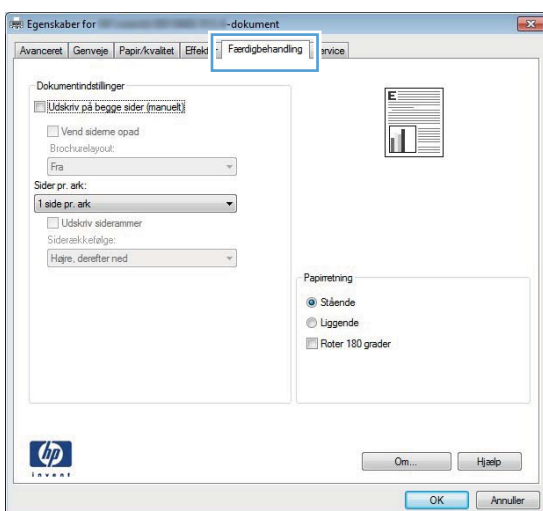 Egenskaber for -dokument
Avanceret Genveje Papir/kvalitet Færdigbehandling
Dokumentindstillinger
Udskriv på begge sider (manuelt)
Vend siderne opad
Brochurelayout:
Fra
Sider pr. ark:
1 side pr. ark
Udskriv siderammer
Siderækkefølge:
Højre, derefter ned
E
Papirretning
Stående
Liggende
Roter 180 grader
hp
invent
Om... Hjælp
OK Annuller